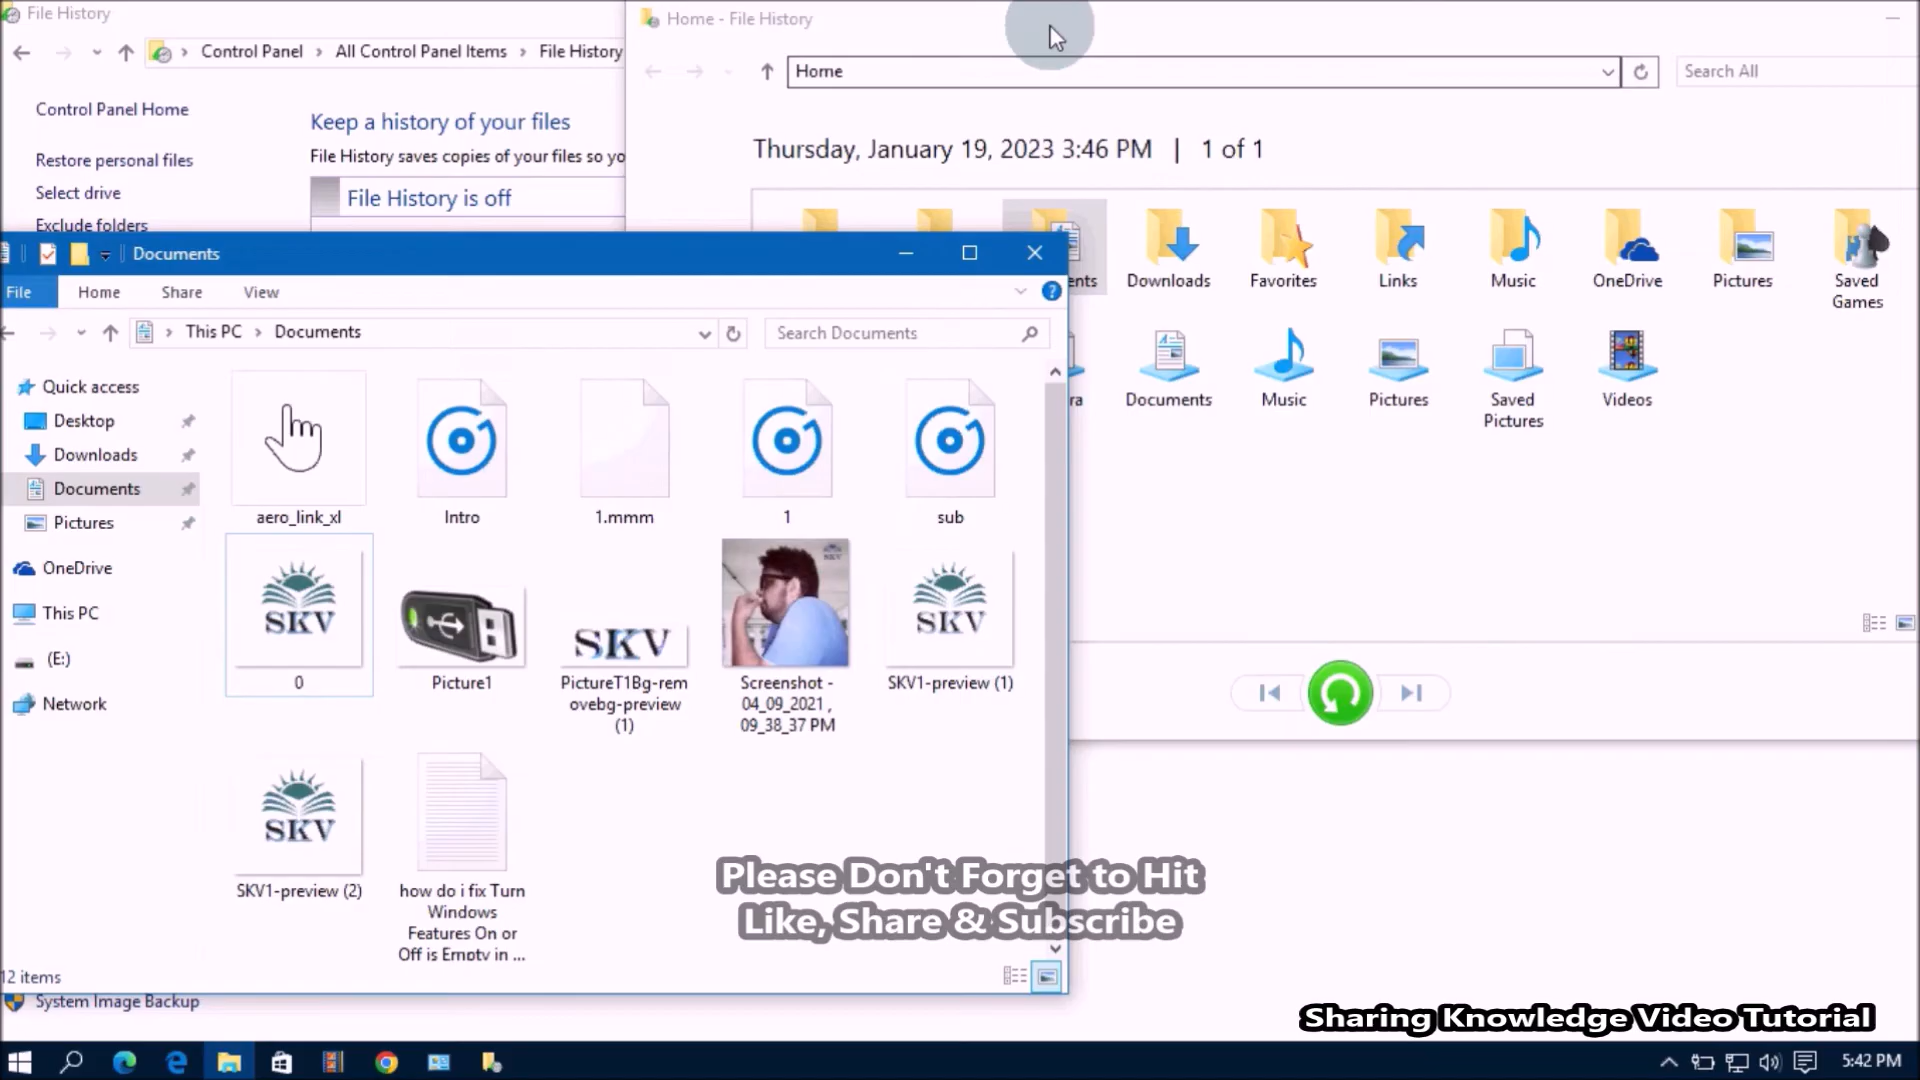 File History
Control Panel > All Control Panel Items > File History
Control Panel Home
Restore personal files
Select drive
Exclude folders
Keep a history of your files
File History saves copies of your files so
File History is off
Home - File History
Home
Search All
Thursday, January 19, 2023 3:46 PM | 1 of 1
Downloads
Favorites
Links
Music
OneDrive
Pictures
Saved
Games
Documents
Music
Pictures
Saved
Pictures
Videos
Documents
File
Home
Share
View
This PC > Documents
Search Documents
Quick access
Desktop
Downloads
Documents
Pictures
OneDrive
This PC
(E:)
Network
aero_link_xl
Intro
1.mmm
1
sub
SKV
0
Picture1
SKV
PictureT1Bg-rem
ovebg-preview
(1)
SKV
Screenshot -
04_09_2021 ,
09_38_37 PM
SKV
SKV1-preview (1)
SKV
SKV1-preview (2)
how do i fix Turn
Windows
Features On or
Off is Empty in ...
12 items
System Image Backup
Please Don't Forget to Hit
Like, Share & Subscribe
Sharing Knowledge Video Tutorial
5:42 PM